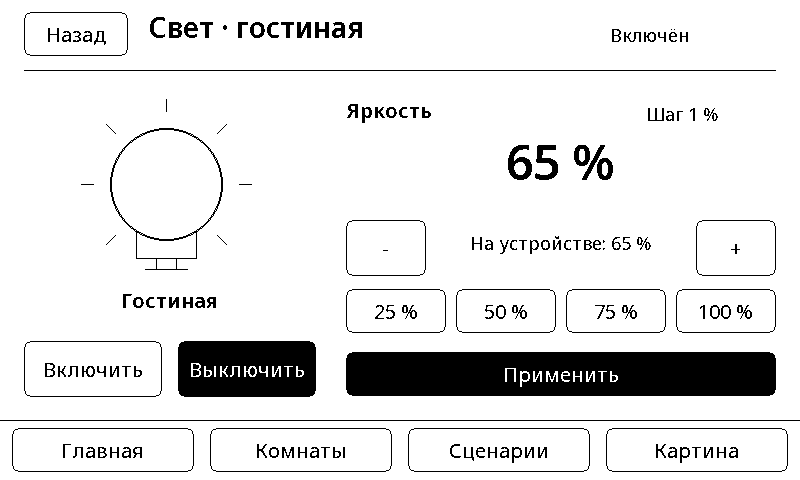 Назад
Свет · гостиная
Включён
Яркость
Шаг 1 %
65 %
-
На устройстве: 65 %
+
25 %
50 %
75 %
100 %
Гостиная
Включить
Выключить
Применить
Главная
Комнаты
Сценарии
Картина